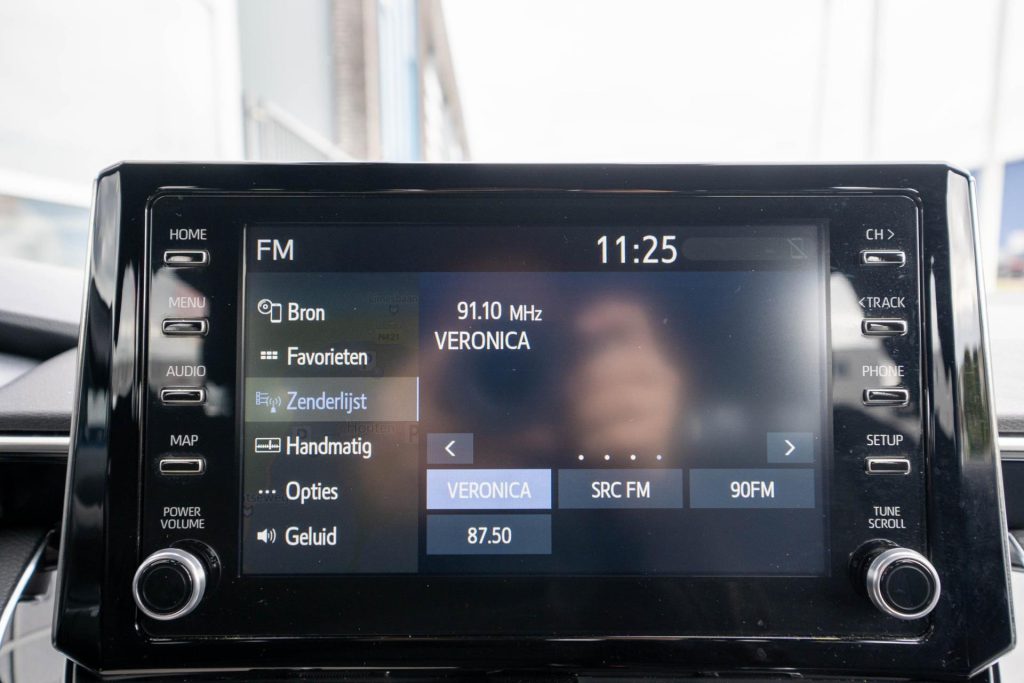 HOME
MENU
AUDIO
MAP
POWER
VOLUME
FM
11:25
Bron
Favorieten
Zenderlijst
Handmatig
Opties
Geluid
91.10 MHz
VERONICA
<
>
VERONICA
SRC FM
90FM
87.50
CH >
< TRACK
PHONE
SETUP
TUNE
SCROLL